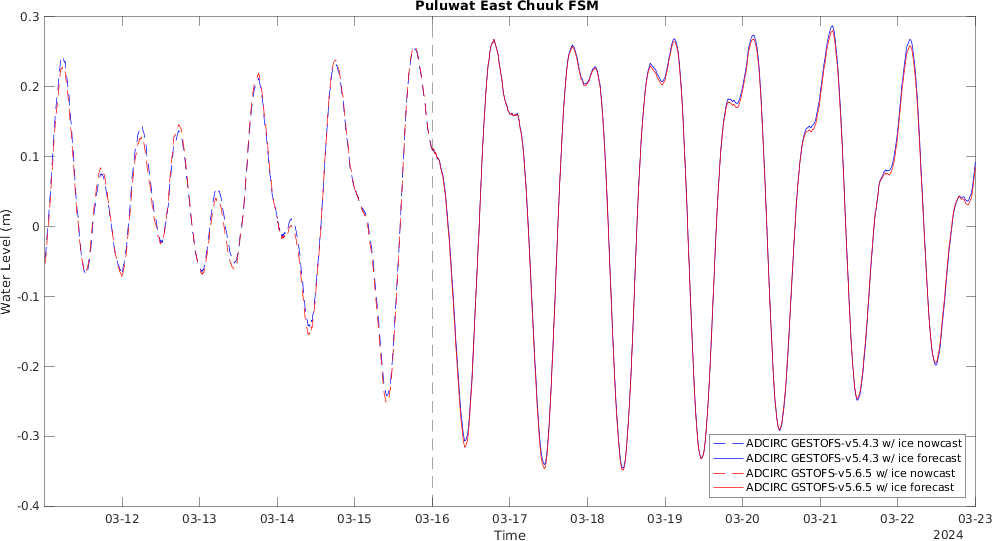 Puluwat East Chuuk FSM
0.3
0.2
0.1
0
-0.1
-0.2
-0.3
-0.4
Water Level (m)
ADCIRC GESTOFS-v5.4.3 w/ ice nowcast
ADCIRC GESTOFS-v5.4.3 w/ ice forecast
ADCIRC GSTOFS-v5.6.5 w/ ice nowcast
ADCIRC GSTOFS-v5.6.5 w/ ice forecast
03-12 03-13 03-14 03-15 03-16 03-17 03-18 03-19 03-20 03-21 03-22 03-23
Time
2024